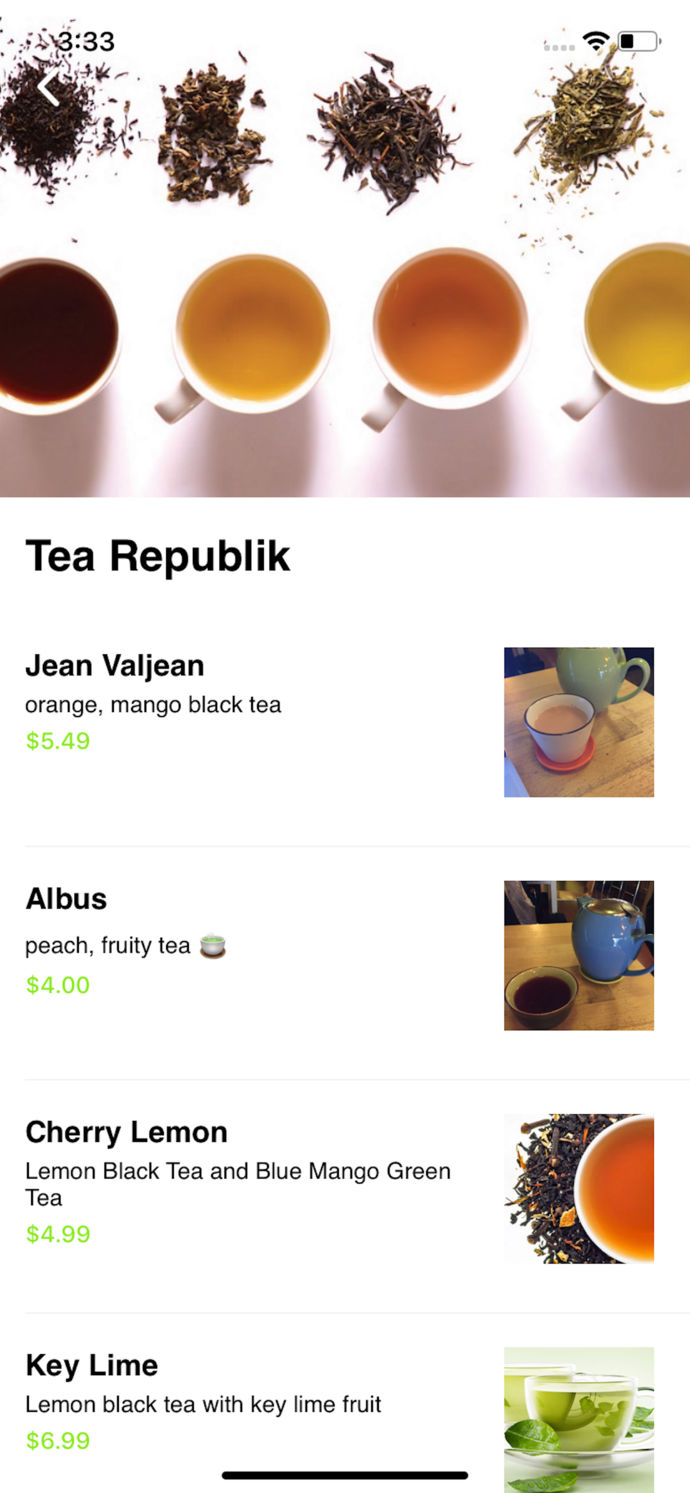 3:33
Tea Republik
Jean Valjean
orange, mango black tea
$5.49
Albus
peach, fruity tea 🍵
$4.00
Cherry Lemon
Lemon Black Tea and Blue Mango Green
Tea
$4.99
Key Lime
Lemon black tea with key lime fruit
$6.99